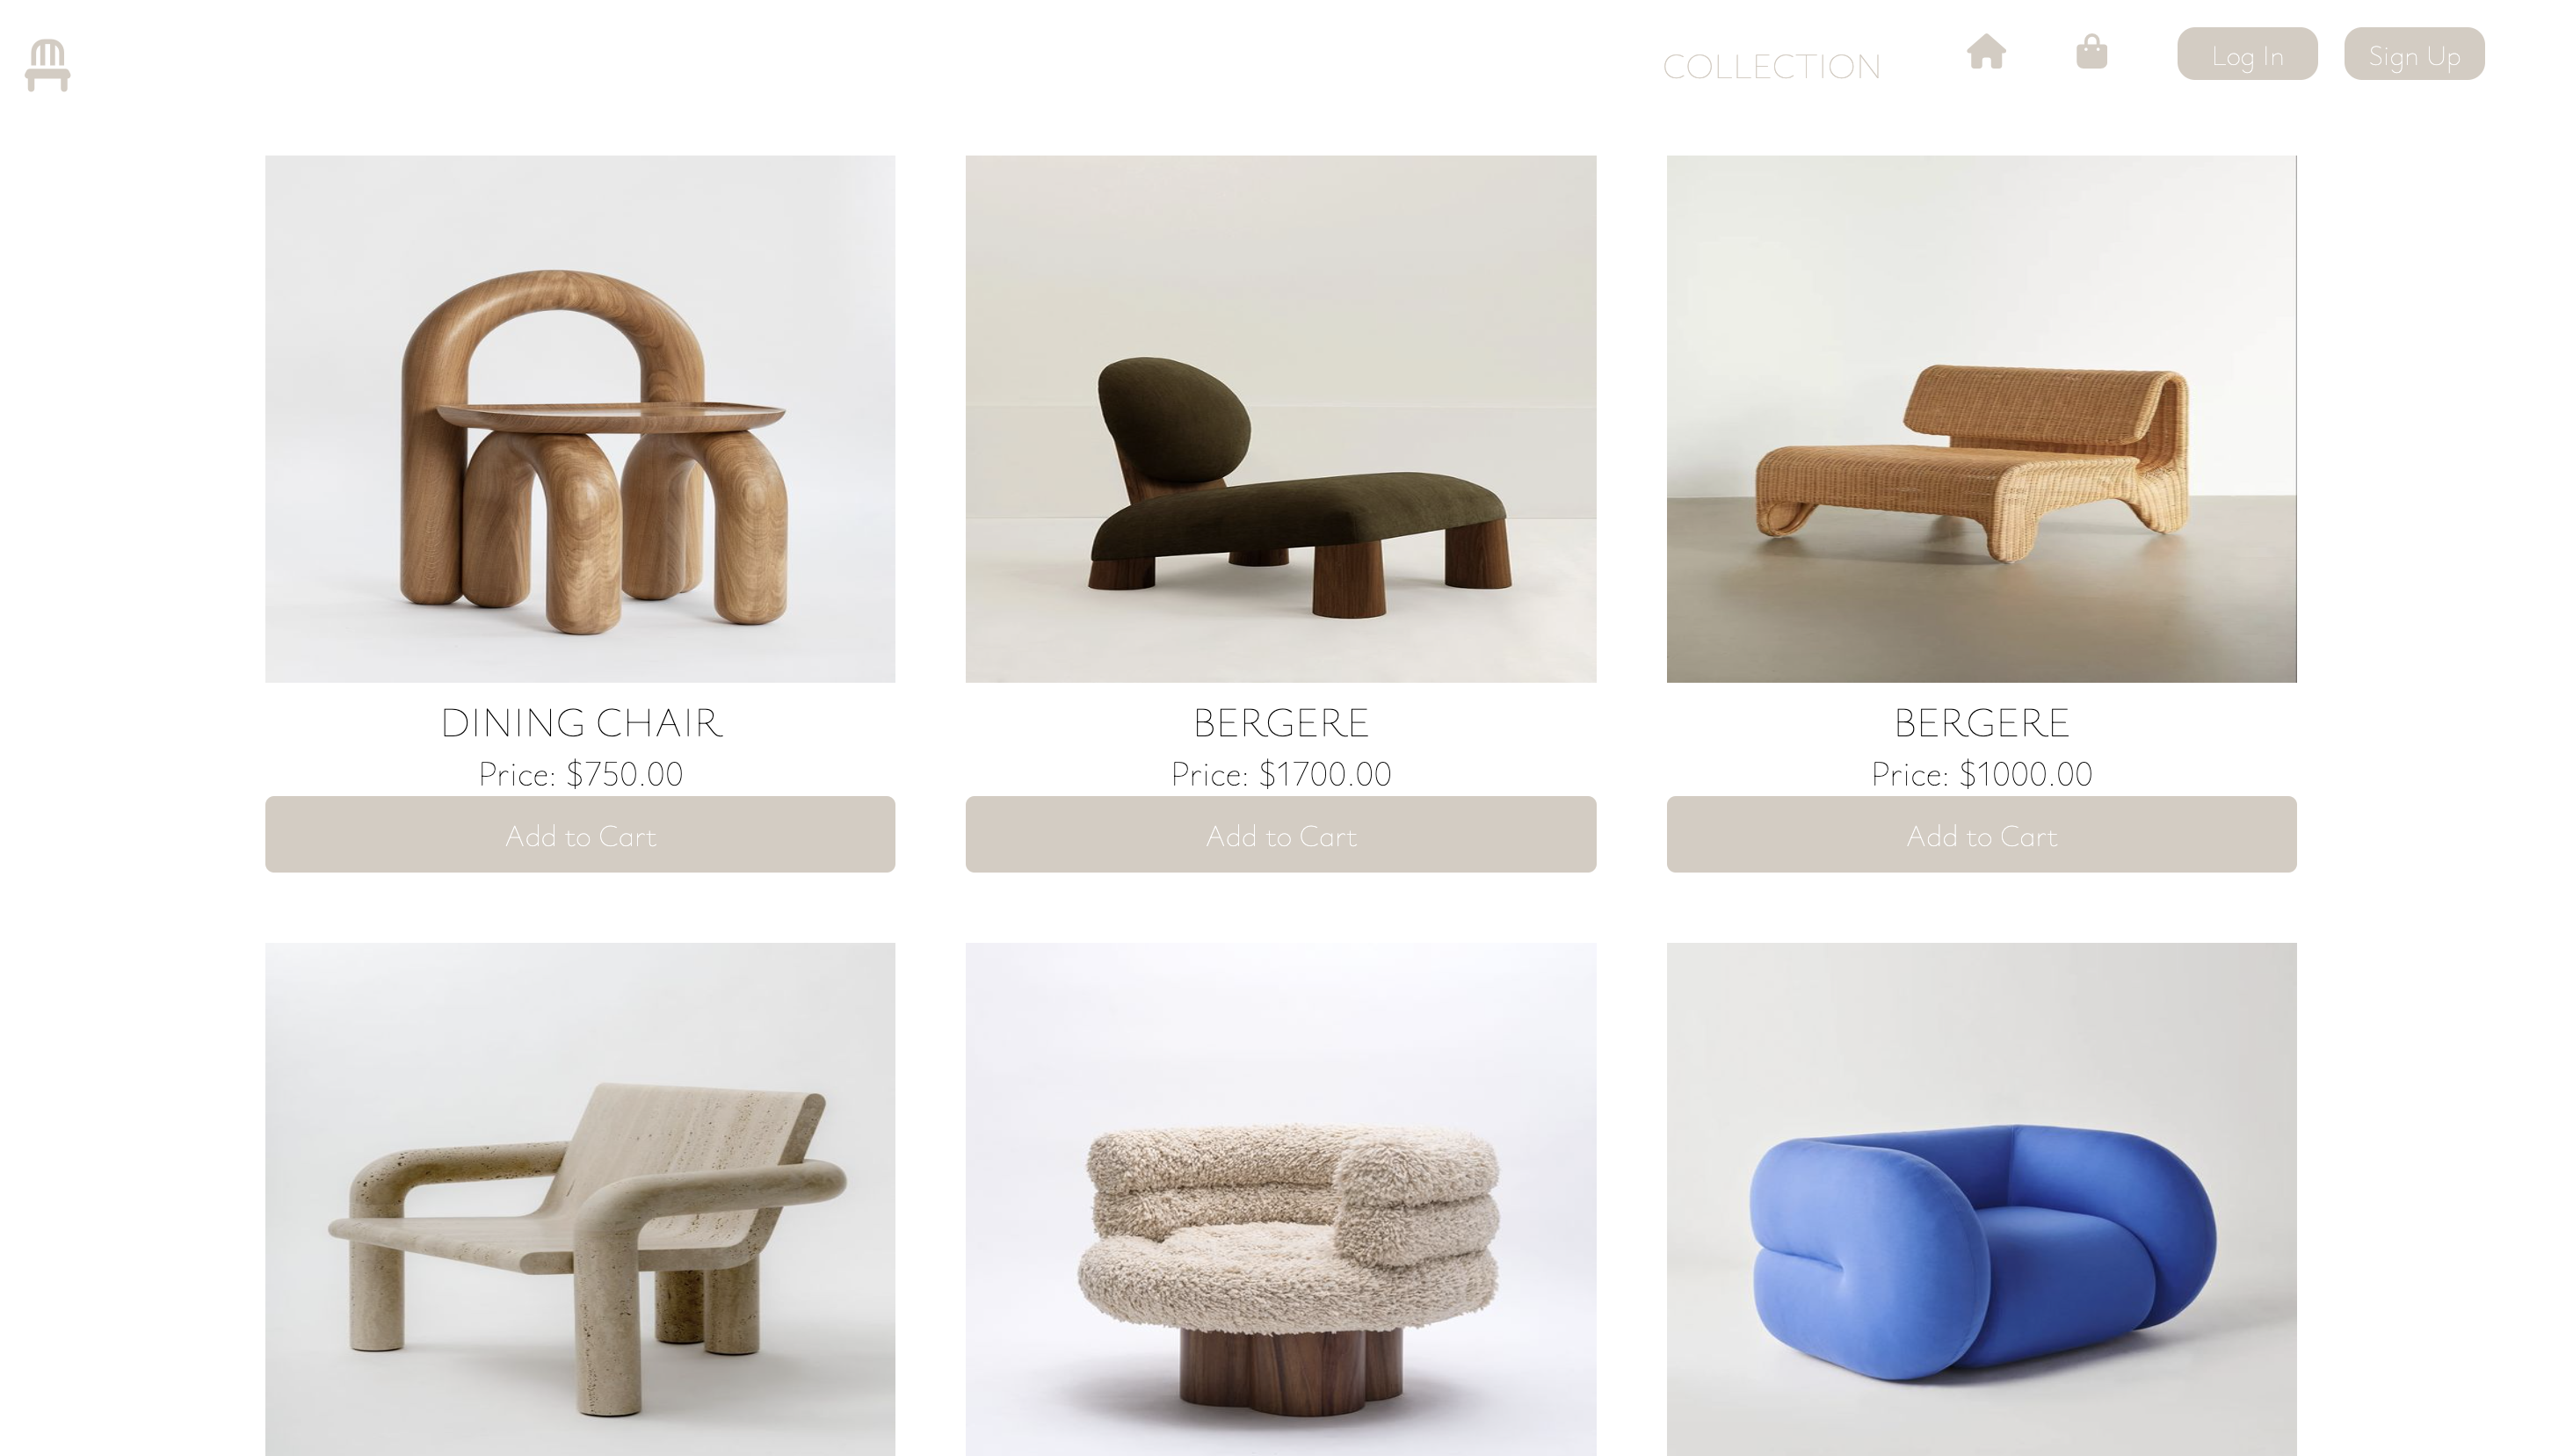 COLLECTION
Log In
Sign Up
DINING CHAIR
Price: $750.00
Add to Cart
BERGERE
Price: $1700.00
Add to Cart
BERGERE
Price: $1000.00
Add to Cart